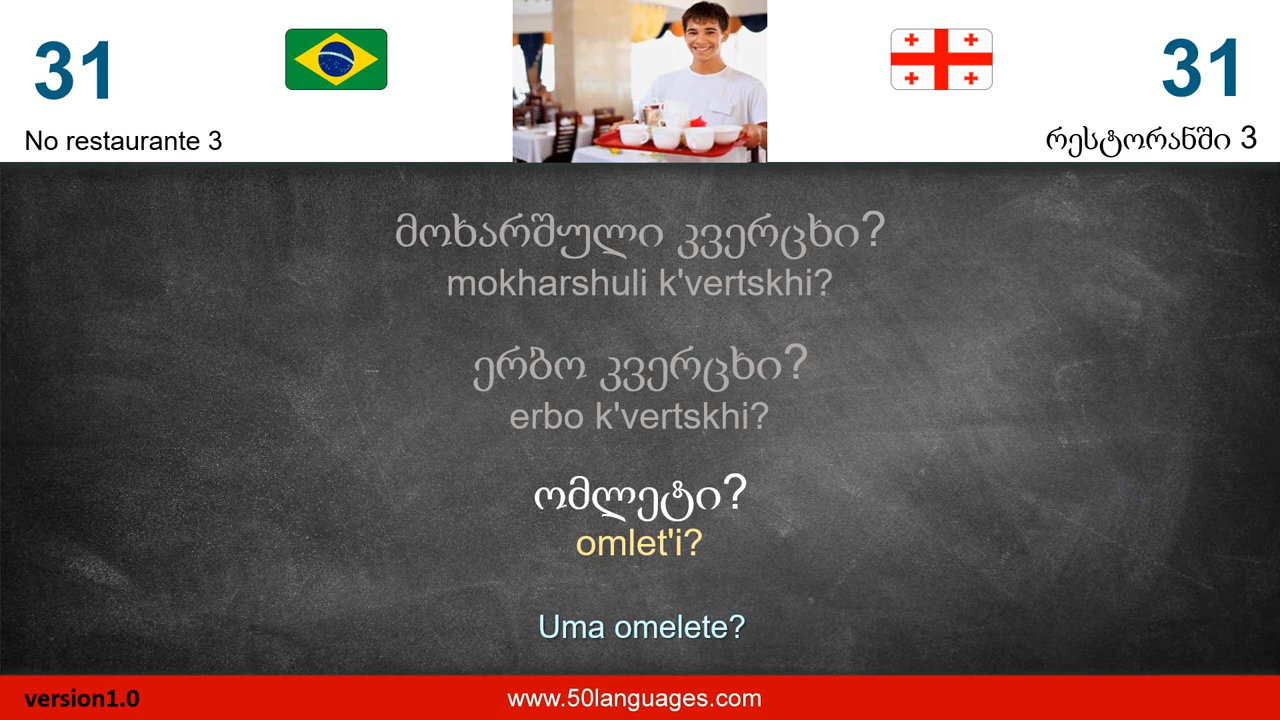 31
31
No restaurante 3
რესტორანში 3
მოხარშული კვერცხი?
mokharshuli k'vertskhi?
ერბო კვერცხი?
erbo k'vertskhi?
ომლეტი?
omlet'i?
Uma omelete?
version1.0
www.50languages.com